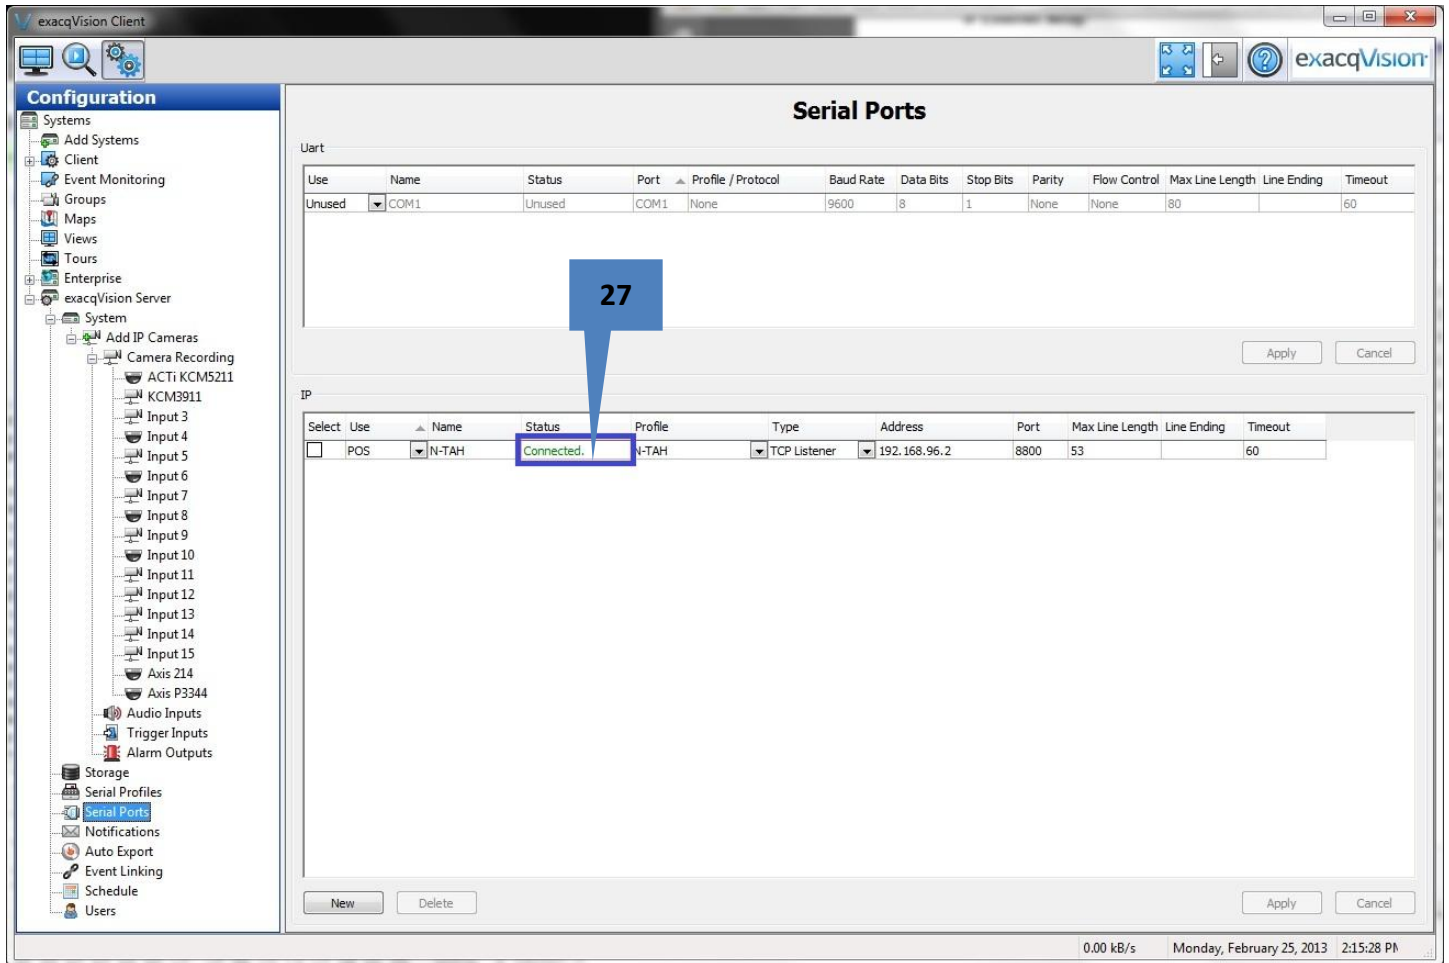 exacqVision Client
exacqVision
Configuration
Systems
Add Systems
Client
Event Monitoring
Groups
Maps
Views
Tours
Enterprise
exacqVision Server
System
Add IP Cameras
Camera Recording
ACTi KCM5211
KCM3911
Input 3
Input 4
Input 5
Input 6
Input 7
Input 8
Input 9
Input 10
Input 11
Input 12
Input 13
Input 14
Input 15
Axis 214
Axis P3344
Audio Inputs
Trigger Inputs
Alarm Outputs
Storage
Serial Profiles
Serial Ports
Notifications
Auto Export
Event Linking
Schedule
Users
Serial Ports
Uart
Use Name Status Port Profile / Protocol Baud Rate Data Bits Stop Bits Parity Flow Control Max Line Length Line Ending Timeout
Unused COM1 Unused COM1 None 9600 8 1 None None 80 60
27
Apply Cancel
IP
Select Use Name Status Profile Type Address Port Max Line Length Line Ending Timeout
POS N-TAH Connected. N-TAH TCP Listener 192.168.96.2 8800 53 60
New Delete Apply Cancel
0.00 kB/s Monday, February 25, 2013 2:15:28 PM